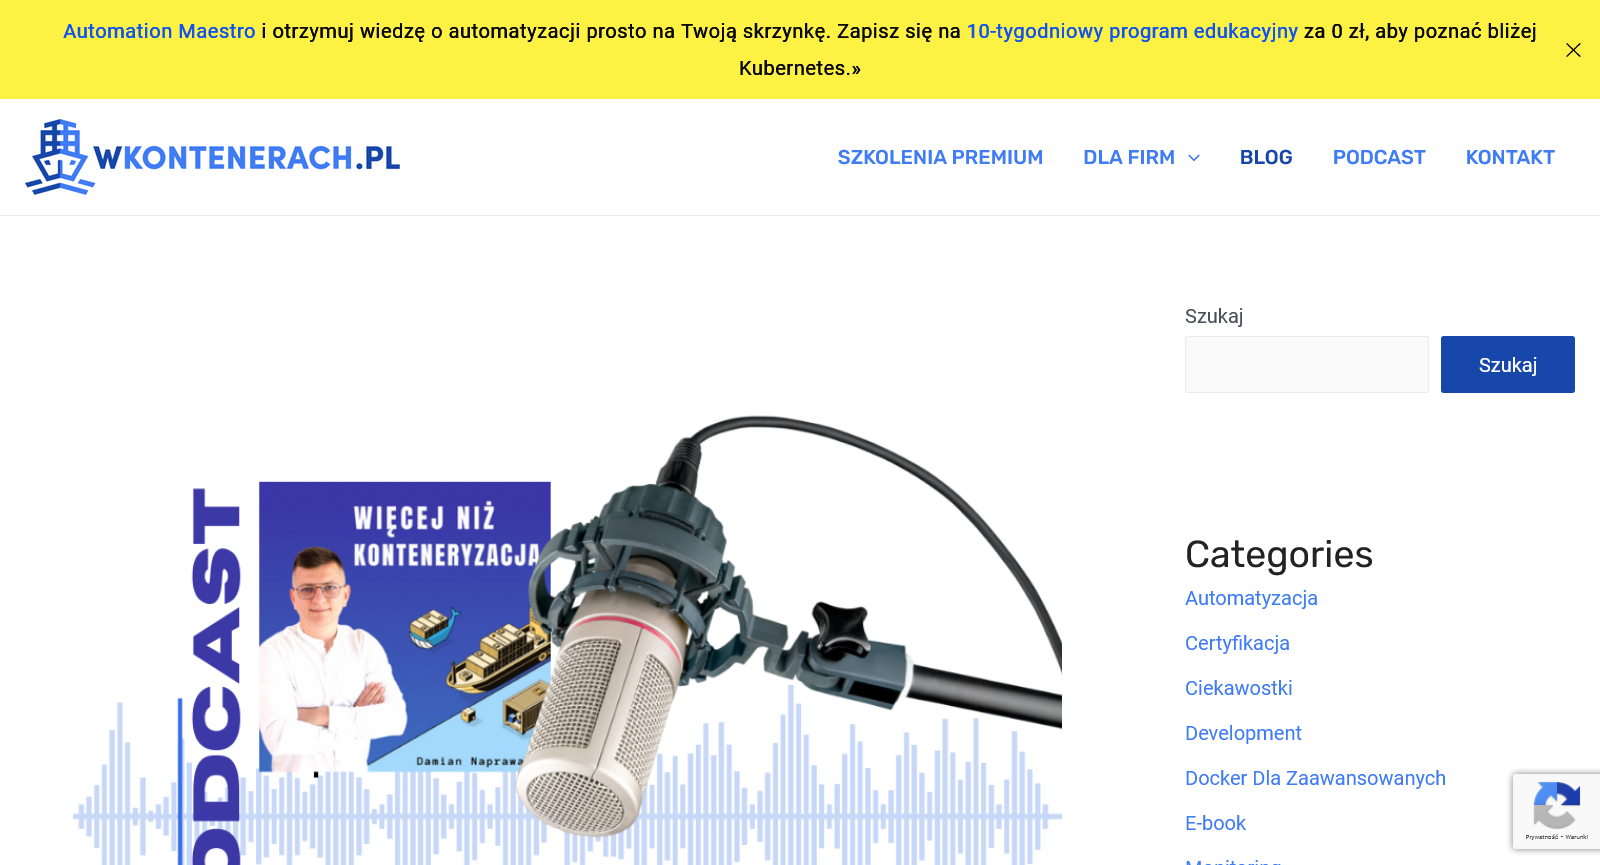 Automation Maestro i otrzymuj wiedzę o automatyzacji prosto na Twoją skrzynkę. Zapisz się na 10-tygodniowy program edukacyjny za 0 zł, aby poznać bliżej
Kubernetes.»
WKONTENERACH.PL
SZKOLENIA PREMIUM
DLA FIRM
BLOG
PODCAST
KONTAKT
Szukaj
Szukaj
WIĘCEJ NIŻ
KONTENERYZACJA
Damian Naprawa
Categories
Automatyzacja
Certyfikacja
Ciekawostki
Development
Docker Dla Zaawansowanych
E-book
Monitoring
Prywatność • Warunki